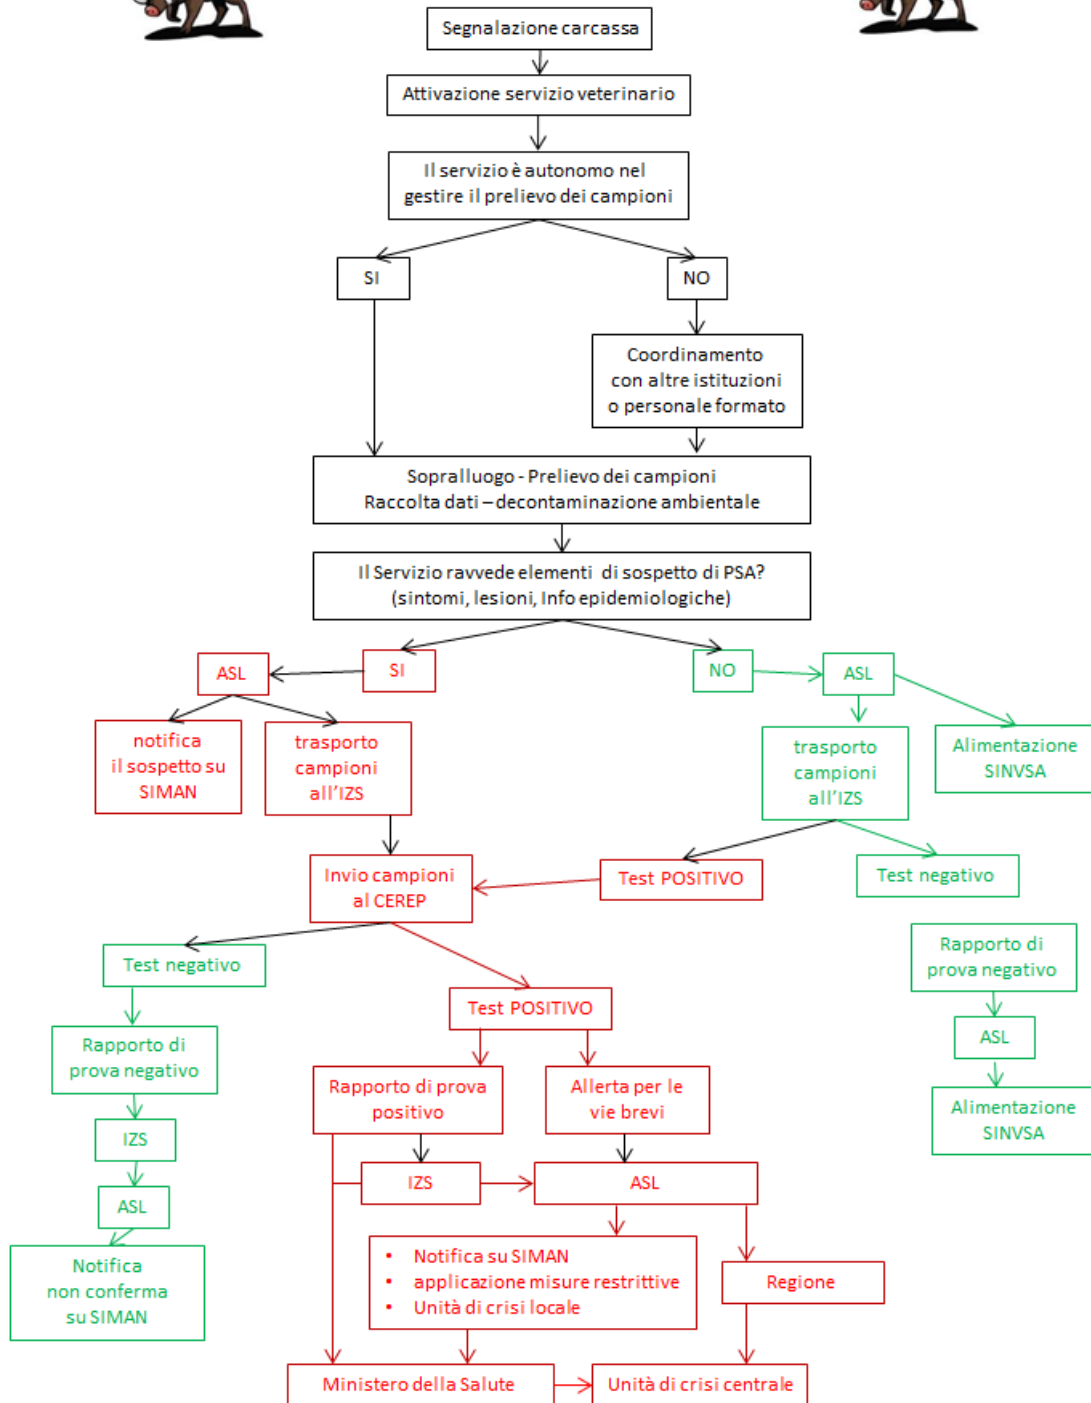 Segnalazione carcassa
Attivazione servizio veterinario
Il servizio è autonomo nel
gestire il prelievo dei campioni
SI
NO
Coordinamento
con altre istituzioni
o personale formato
Sopralluogo - Prelievo dei campioni
Raccolta dati – decontaminazione ambientale
Il Servizio ravvede elementi di sospetto di PSA?
(sintomi, lesioni, Info epidemiologiche)
ASL
SI
NO
ASL
notifica
il sospetto su
SIMAN
trasporto
campioni
all'IZS
trasporto
campioni
all'IZS
Alimentazione
SINVSA
Invio campioni
al CEREP
Test POSITIVO
Test negativo
Test negativo
Rapporto di
prova negativo
Test POSITIVO
ASL
Rapporto di
prova negativo
Rapporto di prova
positivo
Allerta per le
vie brevi
Alimentazione
SINVSA
IZS
IZS
ASL
ASL
Notifica
non conferma
su SIMAN
• Notifica su SIMAN
• applicazione misure restrittive
• Unità di crisi locale
Regione
Ministero della Salute
Unità di crisi centrale